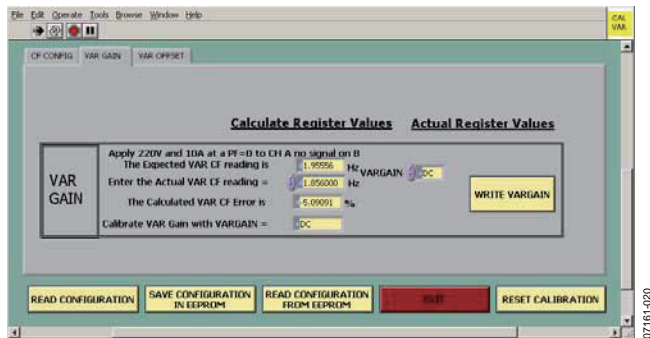 File Edit Operate Tools Browse Window Help
CAL
VAR
CF CONFIG VAR GAIN VAR OFFSET
Calculate Register Values Actual Register Values
VAR
GAIN
Apply 220V and 10A at a PF=0 to CH A no signal on B
The Expected VAR CF reading is 1.95556 Hz
Enter the Actual VAR CF reading = 1.856000 Hz
The Calculated VAR CF Error is -5.09091 %
Calibrate VAR Gain with VARGAIN = DC
VARGAIN DC
WRITE VARGAIN
READ CONFIGURATION
SAVE CONFIGURATION
IN EEPROM
READ CONFIGURATION
FROM EEPROM
EXIT
RESET CALIBRATION
07161-020